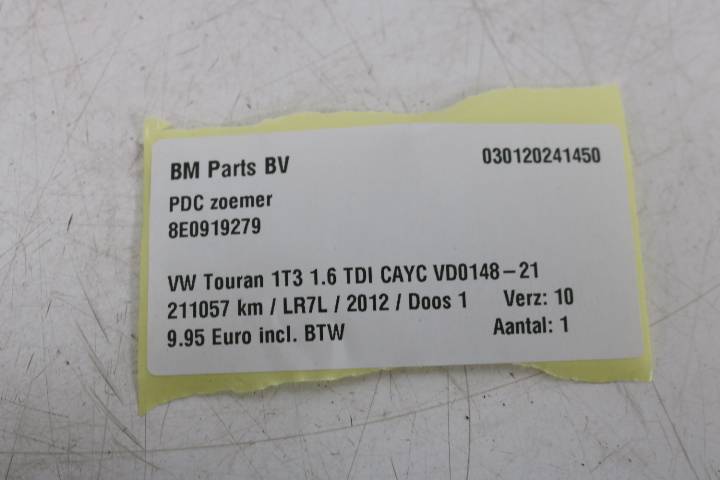 BM Parts BV 030120241450
PDC zoemer
8E0919279
VW Touran 1T3 1.6 TDI CAYC VD0148-21
211057 km / LR7L / 2012 / Doos 1 Verz: 10
9.95 Euro incl. BTW Aantal: 1